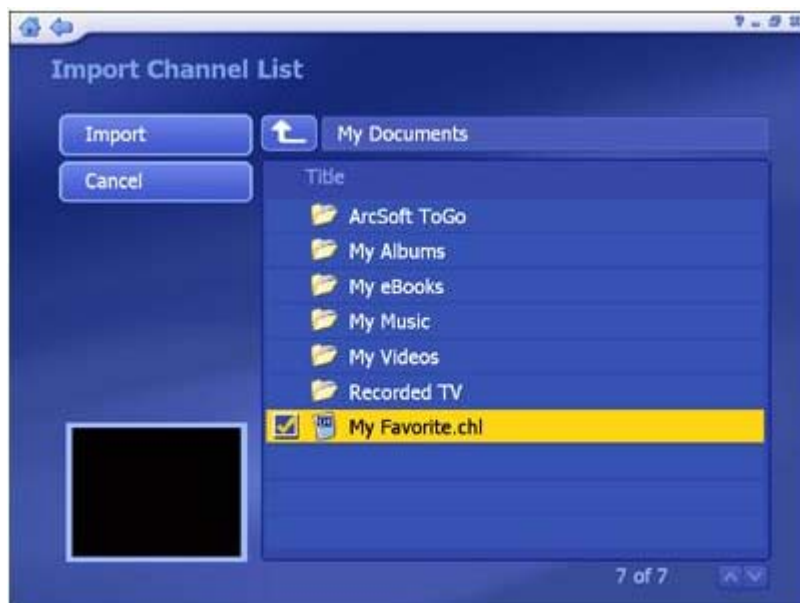 Import Channel List
Import
My Documents
Cancel
Title
ArcSoft ToGo
My Albums
My eBooks
My Music
My Videos
Recorded TV
My Favorite.chl
7 of 7